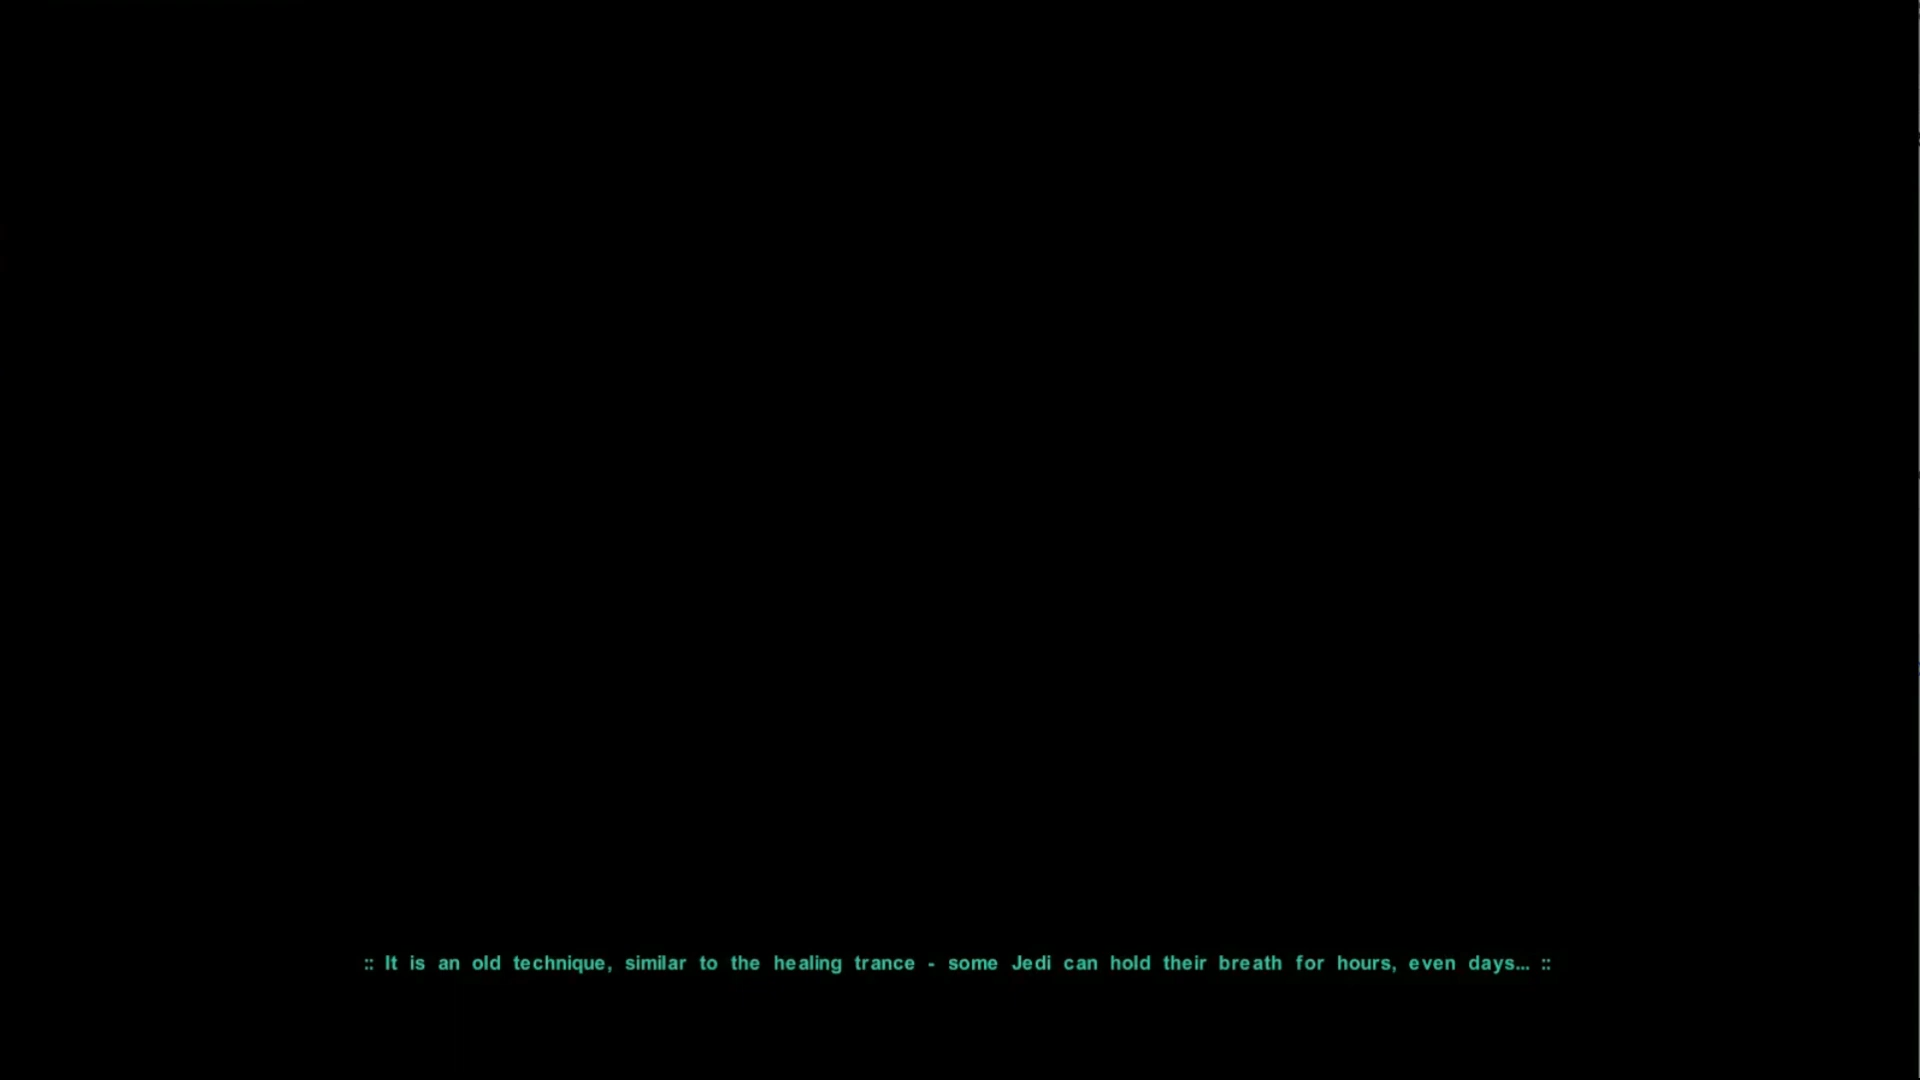 :: It is an old technique, similar to the healing trance - some Jedi can hold their breath for hours, even days... ::